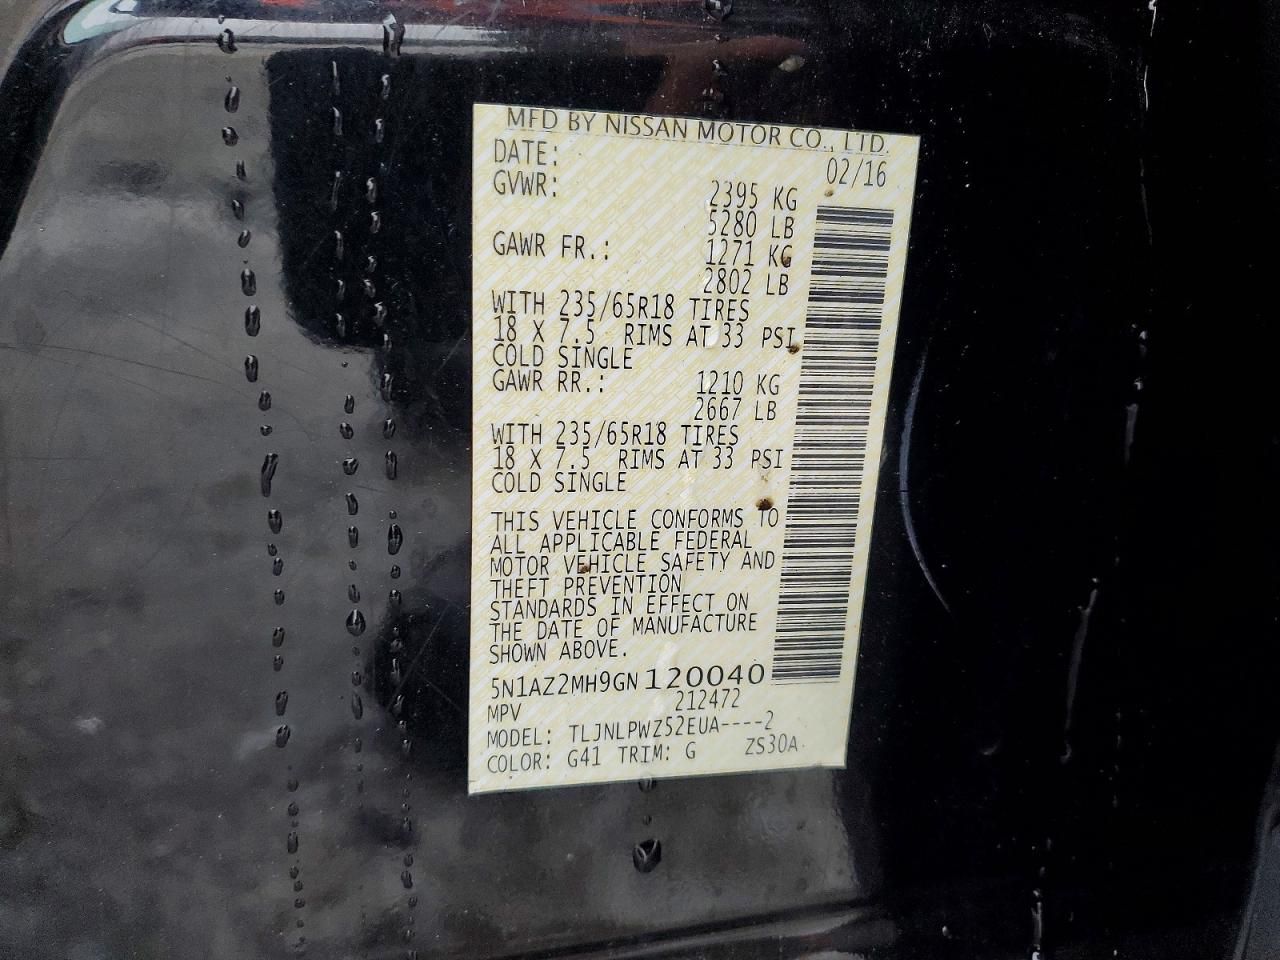 MFD BY NISSAN MOTOR CO., LTD.
DATE: 02/16
GVWR: 2395 KG
5280 LB
GAWR FR.: 1271 KG
2802 LB
WITH 235/65R18 TIRES
18 X 7.5 RIMS AT 33 PSI
COLD SINGLE
GAWR RR.: 1210 KG
2667 LB
WITH 235/65R18 TIRES
18 X 7.5 RIMS AT 33 PSI
COLD SINGLE
THIS VEHICLE CONFORMS TO
ALL APPLICABLE FEDERAL
MOTOR VEHICLE SAFETY AND
THEFT PREVENTION
STANDARDS IN EFFECT ON
THE DATE OF MANUFACTURE
SHOWN ABOVE.
5N1AZ2MH9GN120040
MPV 212472
MODEL: TLJNLPWZ52EUA----2
COLOR: G41 TRIM: G ZS30A